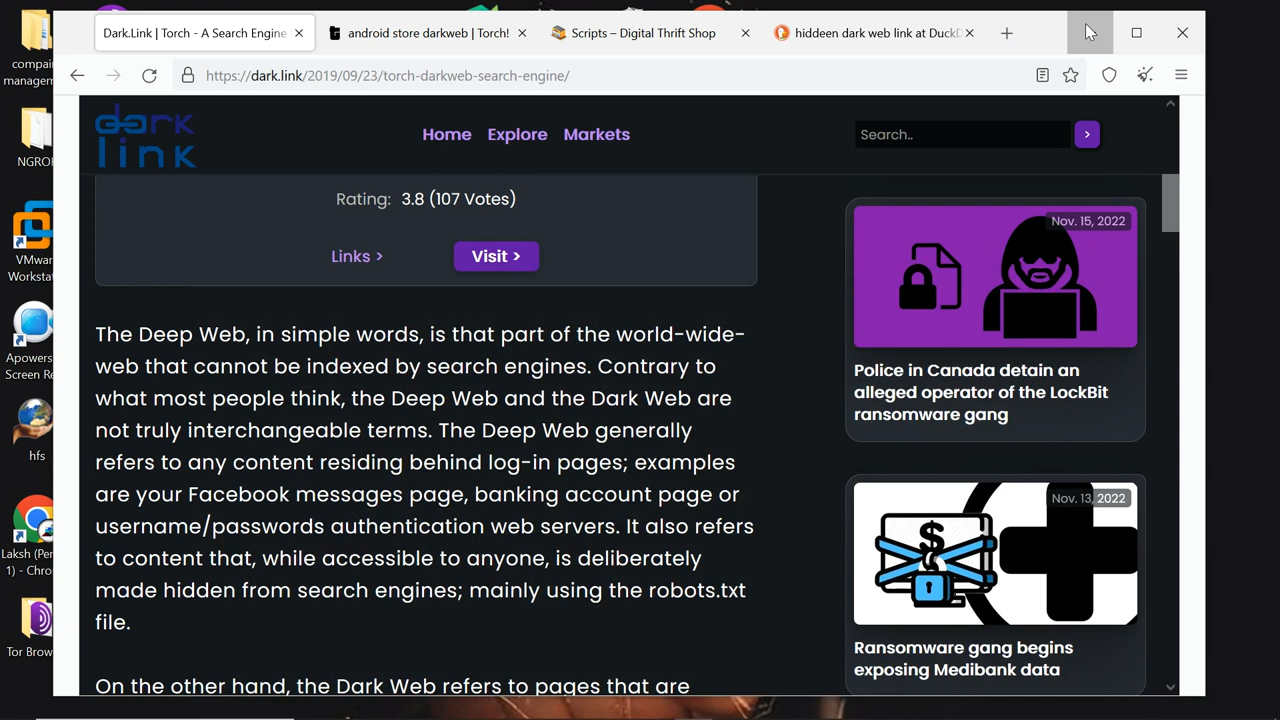 Dark.Link | Torch - A Search Engine
android store darkweb | Torch!
Scripts – Digital Thrift Shop
hiddeen dark web link at DuckD
https://dark.link/2019/09/23/torch-darkweb-search-engine/
dark
link
Home
Explore
Markets
Search..
Rating: 3.8 (107 Votes)
Links >
Visit >
The Deep Web, in simple words, is that part of the world-wide-
web that cannot be indexed by search engines. Contrary to
what most people think, the Deep Web and the Dark Web are
not truly interchangeable terms. The Deep Web generally
refers to any content residing behind log-in pages; examples
are your Facebook messages page, banking account page or
username/passwords authentication web servers. It also refers
to content that, while accessible to anyone, is deliberately
made hidden from search engines; mainly using the robots.txt
file.
On the other hand, the Dark Web refers to pages that are
Nov. 15, 2022
Police in Canada detain an
alleged operator of the LockBit
ransomware gang
Nov. 13, 2022
$
Ransomware gang begins
exposing Medibank data
compain
managem
NGRO
VMwar
Workstat
Apowers
Screen Re
hfs
Laksh (Per
1) - Chro
Tor Brow